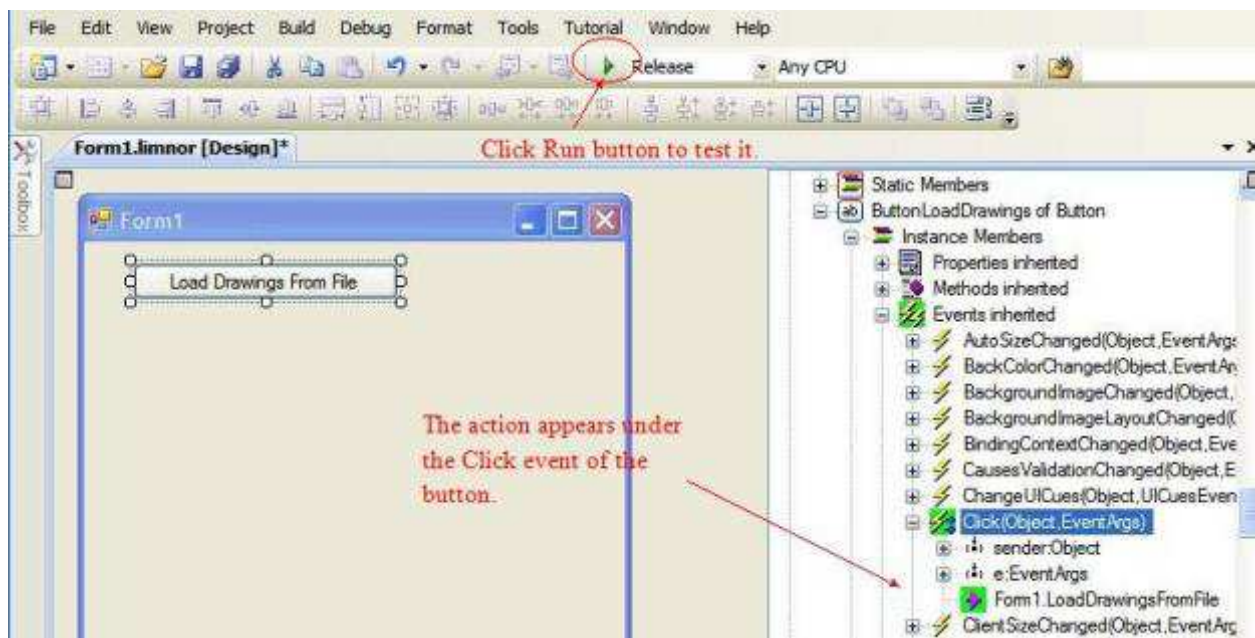 File Edit View Project Build Debug Format Tools Tutorial Window Help
Release Any CPU
Toolbox
Form1.limnor [Design]*
Click Run button to test it.
Form1
Load Drawings From File
The action appears under
the Click event of the
button.
Static Members
ButtonLoadDrawings of Button
Instance Members
Properties inherited
Methods inherited
Events inherited
AutoSizeChanged(Object,EventArgs
BackColorChanged(Object,EventAr
BackgroundImageChanged(Object,
BackgroundImageLayoutChanged(O
BindingContextChanged(Object,Eve
CausesValidationChanged(Object,E
ChangeUICues(Object,UICuesEven
Click(Object,EventArgs)
sender:Object
e:EventArgs
Form1.LoadDrawingsFromFile
ClientSizeChanged(Object,EventArg